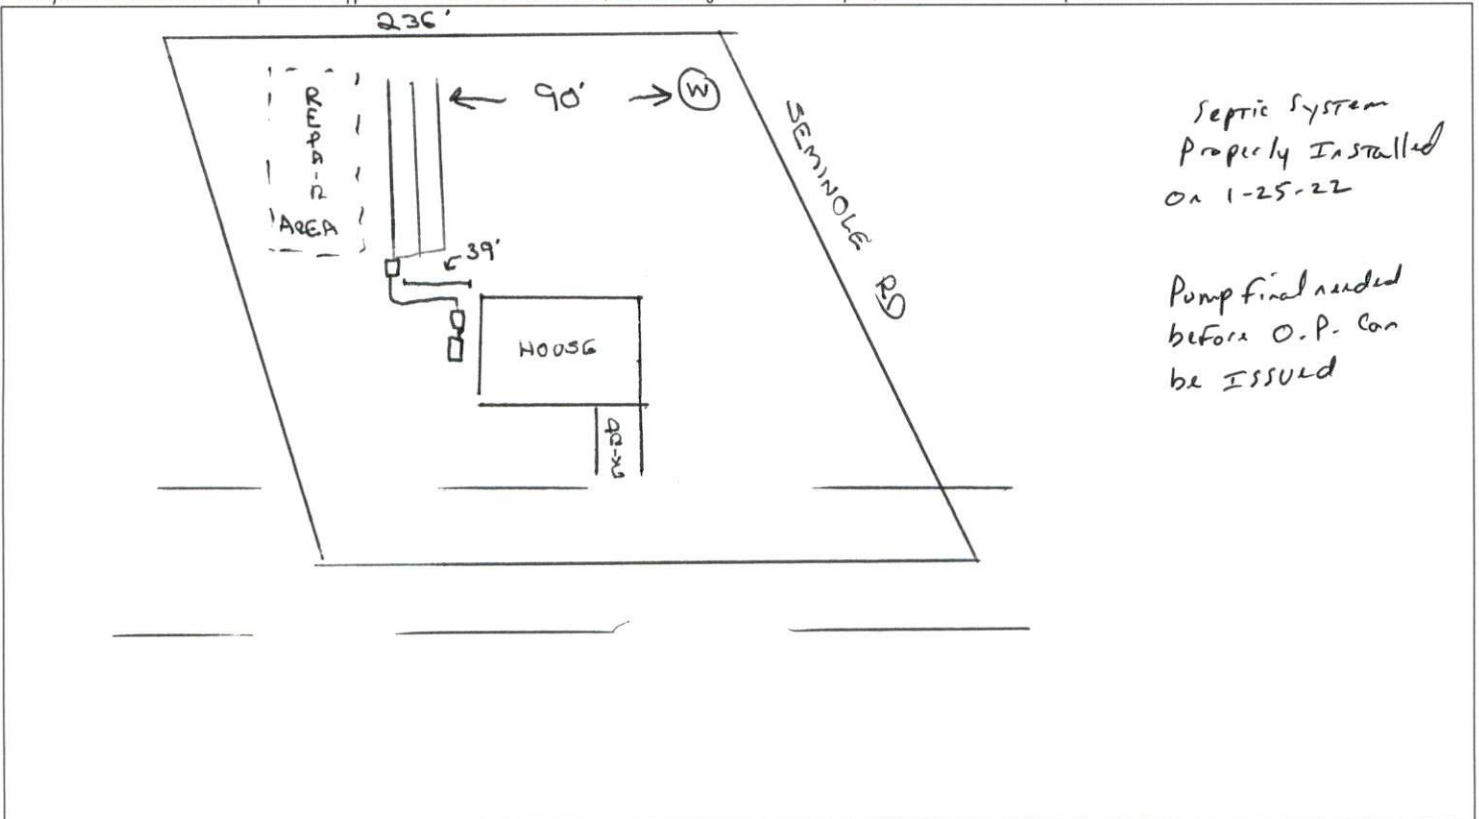 236'
REPAIR
AREA
90'
W
SEMINOLE RD
39'
HOUSE
Septic System
Properly Installed
On 1-25-22
Pump final needed
before O.P. Can
be ISSUED